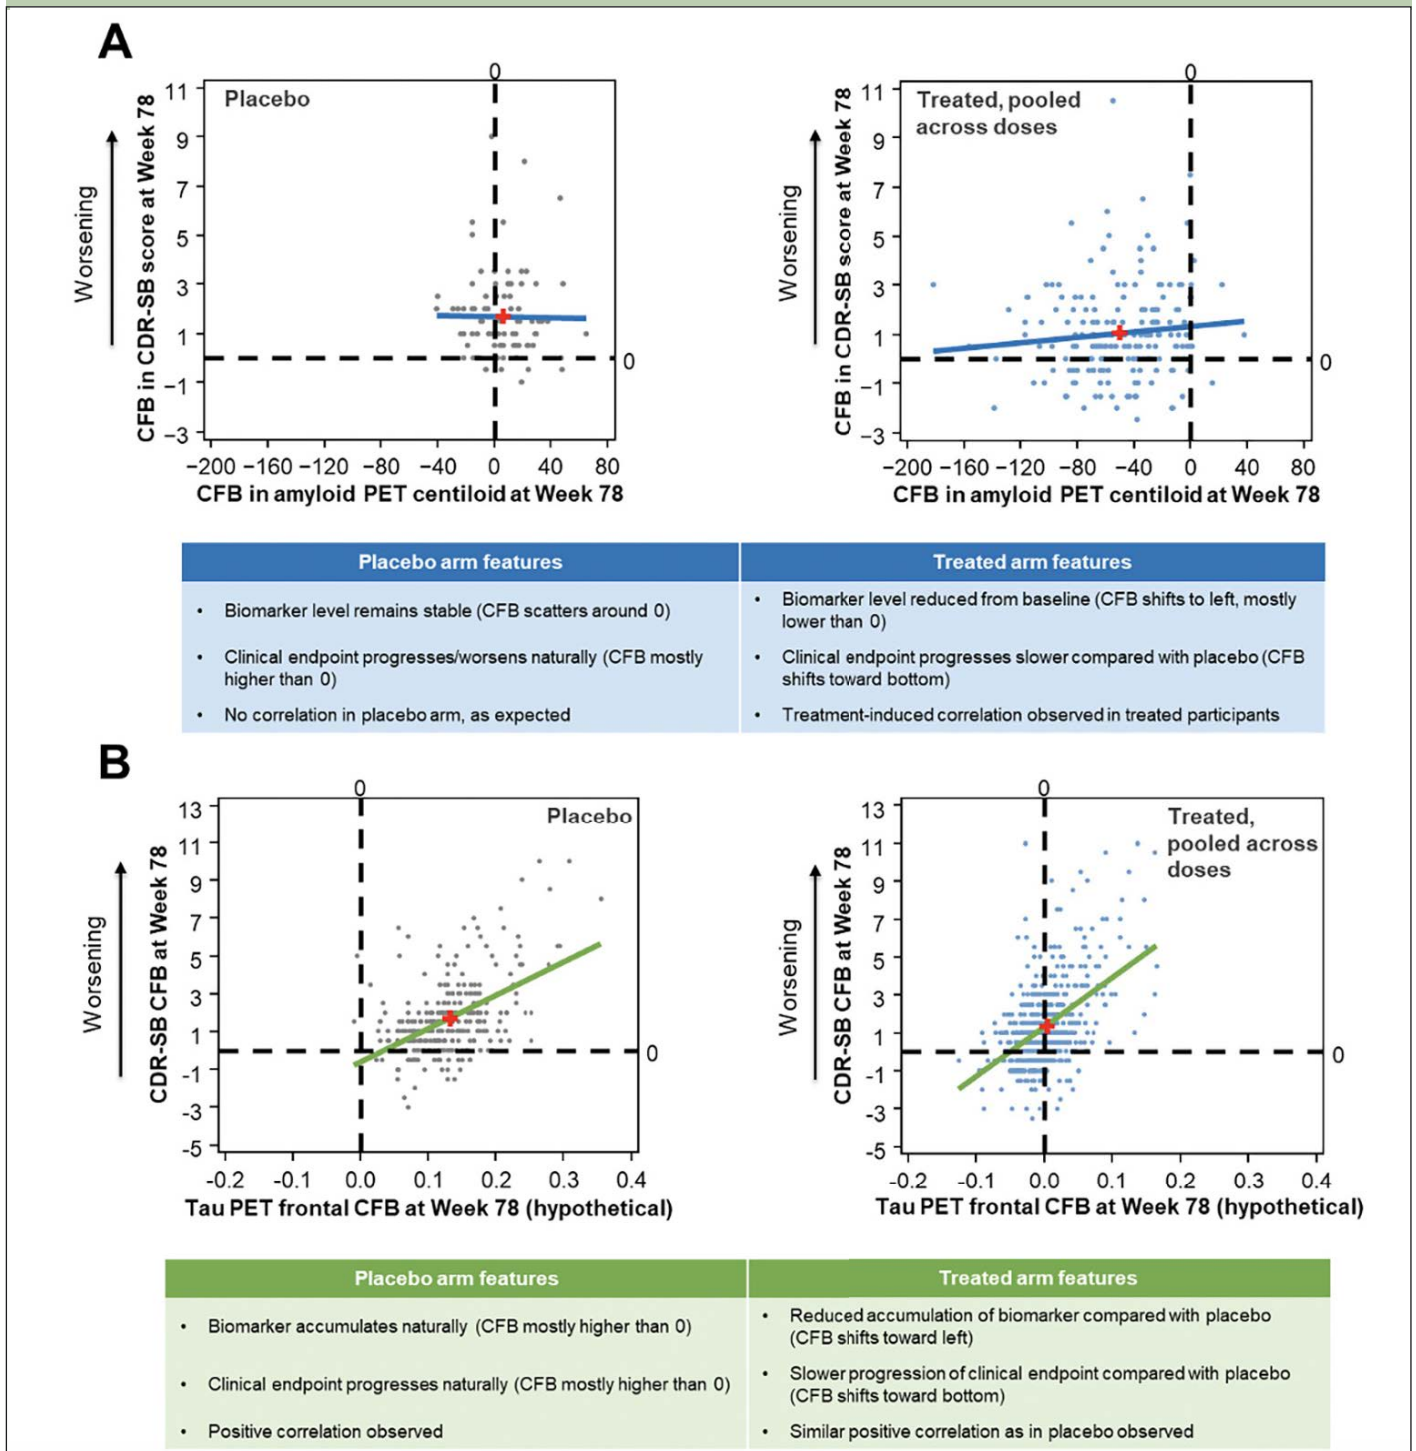 A
0
Placebo
11
9
7
5
3
1
−1
−3
0
Worsening
CFB in CDR-SB score at Week 78
−200 −160 −120 −80 −40 0 40 80
CFB in amyloid PET centiloid at Week 78
0
Treated, pooled
across doses
11
9
7
5
3
1
−1
−3
0
Worsening
CFB in CDR-SB score at Week 78
−200 −160 −120 −80 −40 0 40 80
CFB in amyloid PET centiloid at Week 78
Placebo arm features
• Biomarker level remains stable (CFB scatters around 0)
• Clinical endpoint progresses/worsens naturally (CFB mostly
higher than 0)
• No correlation in placebo arm, as expected
Treated arm features
• Biomarker level reduced from baseline (CFB shifts to left, mostly
lower than 0)
• Clinical endpoint progresses slower compared with placebo (CFB
shifts toward bottom)
• Treatment-induced correlation observed in treated participants
B
0
Placebo
13
11
9
7
5
3
1
-1
-3
-5
0
Worsening
CDR-SB CFB at Week 78
-0.2 -0.1 0.0 0.1 0.2 0.3 0.4
Tau PET frontal CFB at Week 78 (hypothetical)
0
Treated,
pooled across
doses
13
11
9
7
5
3
1
-1
-3
-5
0
Worsening
CDR-SB CFB at Week 78
-0.2 -0.1 0.0 0.1 0.2 0.3 0.4
Tau PET frontal CFB at Week 78 (hypothetical)
Placebo arm features
• Biomarker accumulates naturally (CFB mostly higher than 0)
• Clinical endpoint progresses naturally (CFB mostly higher than 0)
• Positive correlation observed
Treated arm features
• Reduced accumulation of biomarker compared with placebo
(CFB shifts toward left)
• Slower progression of clinical endpoint compared with placebo
(CFB shifts toward bottom)
• Similar positive correlation as in placebo observed